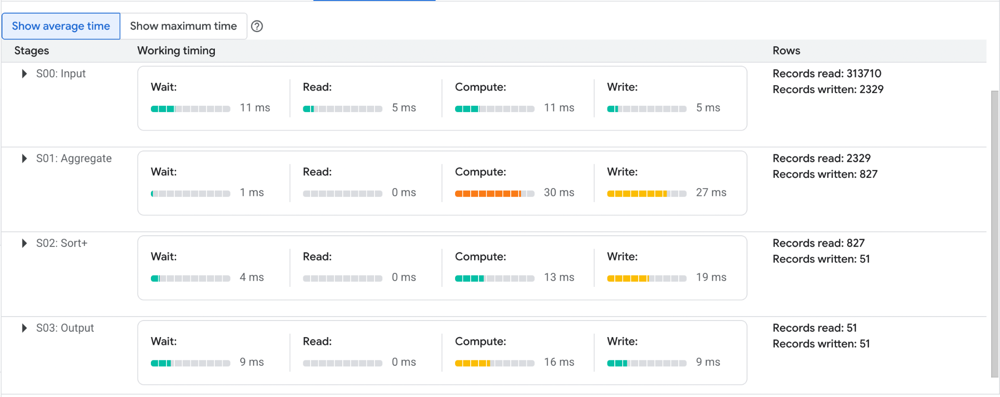 Show average time Show maximum time
Stages Working timing Rows
S00: Input
Wait: Read: Compute: Write:
11 ms 5 ms 11 ms 5 ms
Records read: 313710
Records written: 2329
S01: Aggregate
Wait: Read: Compute: Write:
1 ms 0 ms 30 ms 27 ms
Records read: 2329
Records written: 827
S02: Sort+
Wait: Read: Compute: Write:
4 ms 0 ms 13 ms 19 ms
Records read: 827
Records written: 51
S03: Output
Wait: Read: Compute: Write:
9 ms 0 ms 16 ms 9 ms
Records read: 51
Records written: 51